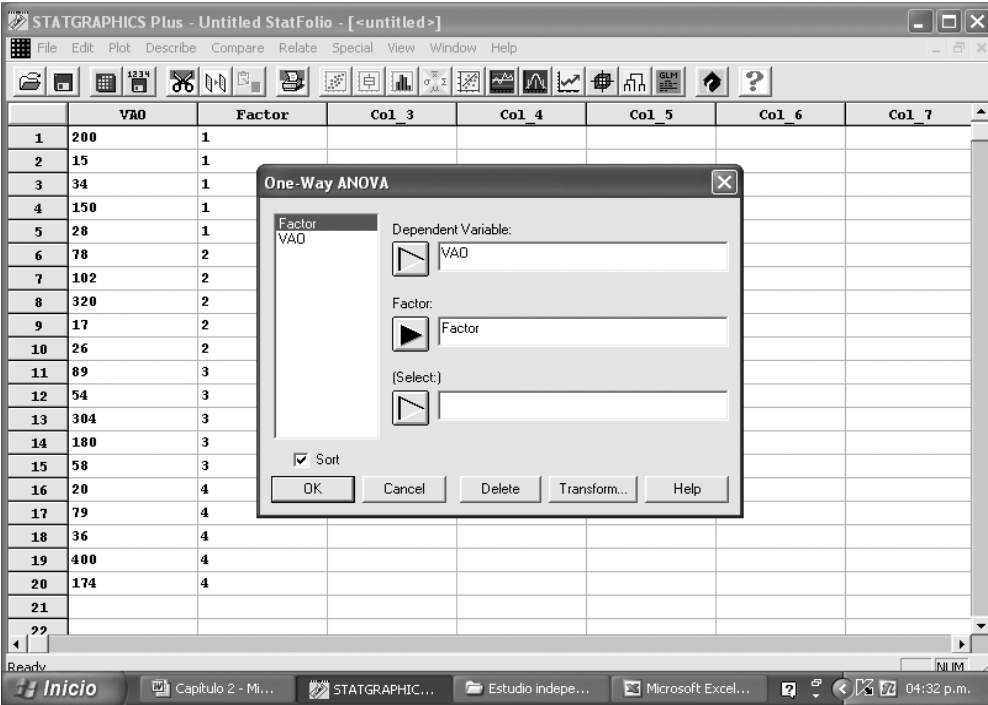 STATGRAPHICS Plus - Untitled StatFolio - [<untitled>]
File Edit Plot Describe Compare Relate Special View Window Help
1234
GLM
VAO Factor Col_3 Col_4 Col_5 Col_6 Col_7
1 200 1
2 15 1
3 34 1
4 150 1
5 28 1
6 78 2
7 102 2
8 320 2
9 17 2
10 26 2
11 89 3
12 54 3
13 304 3
14 180 3
15 58 3
16 20 4
17 79 4
18 36 4
19 400 4
20 174 4
21
22
One-Way ANOVA
Factor
VAO
Dependent Variable:
VAO
Factor:
Factor
(Select:)
Sort
OK Cancel Delete Transform... Help
Ready NUM
Inicio Capítulo 2 - Mi... STATGRAPHIC... Estudio indepe... Microsoft Excel... 04:32 p.m.